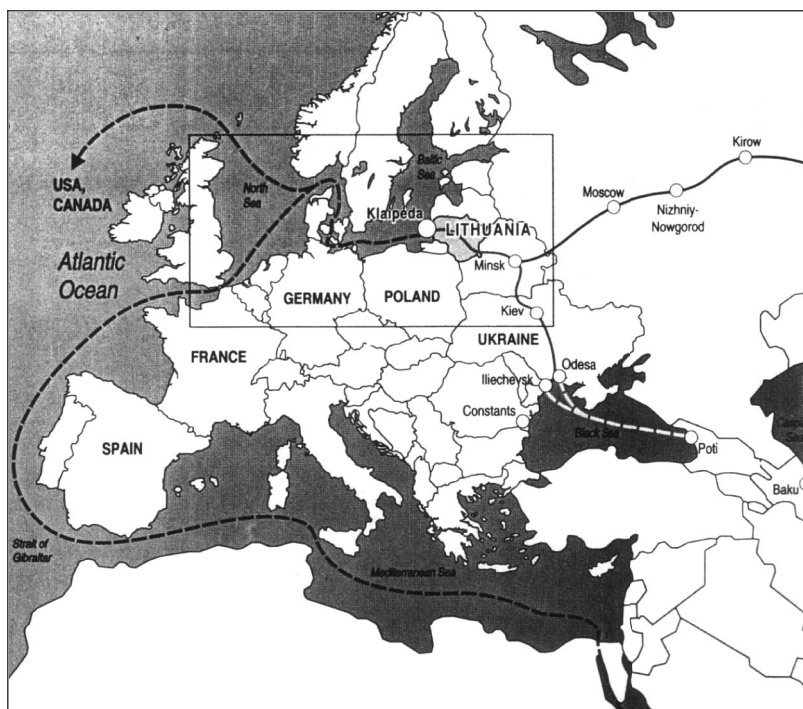 Kirow
Baltic
Sea
USA,
CANADA
North
Sea
Moscow
Nizhniy-
Nowgorod
Klaipėda
LITHUANIA
Atlantic
Ocean
Minsk
GERMANY
POLAND
Kiev
UKRAINE
FRANCE
Odesa
Iliechevsk
Constants
Black Sea
Poti
SPAIN
Baku
Strait of
Gibraltar
Mediterranean Sea